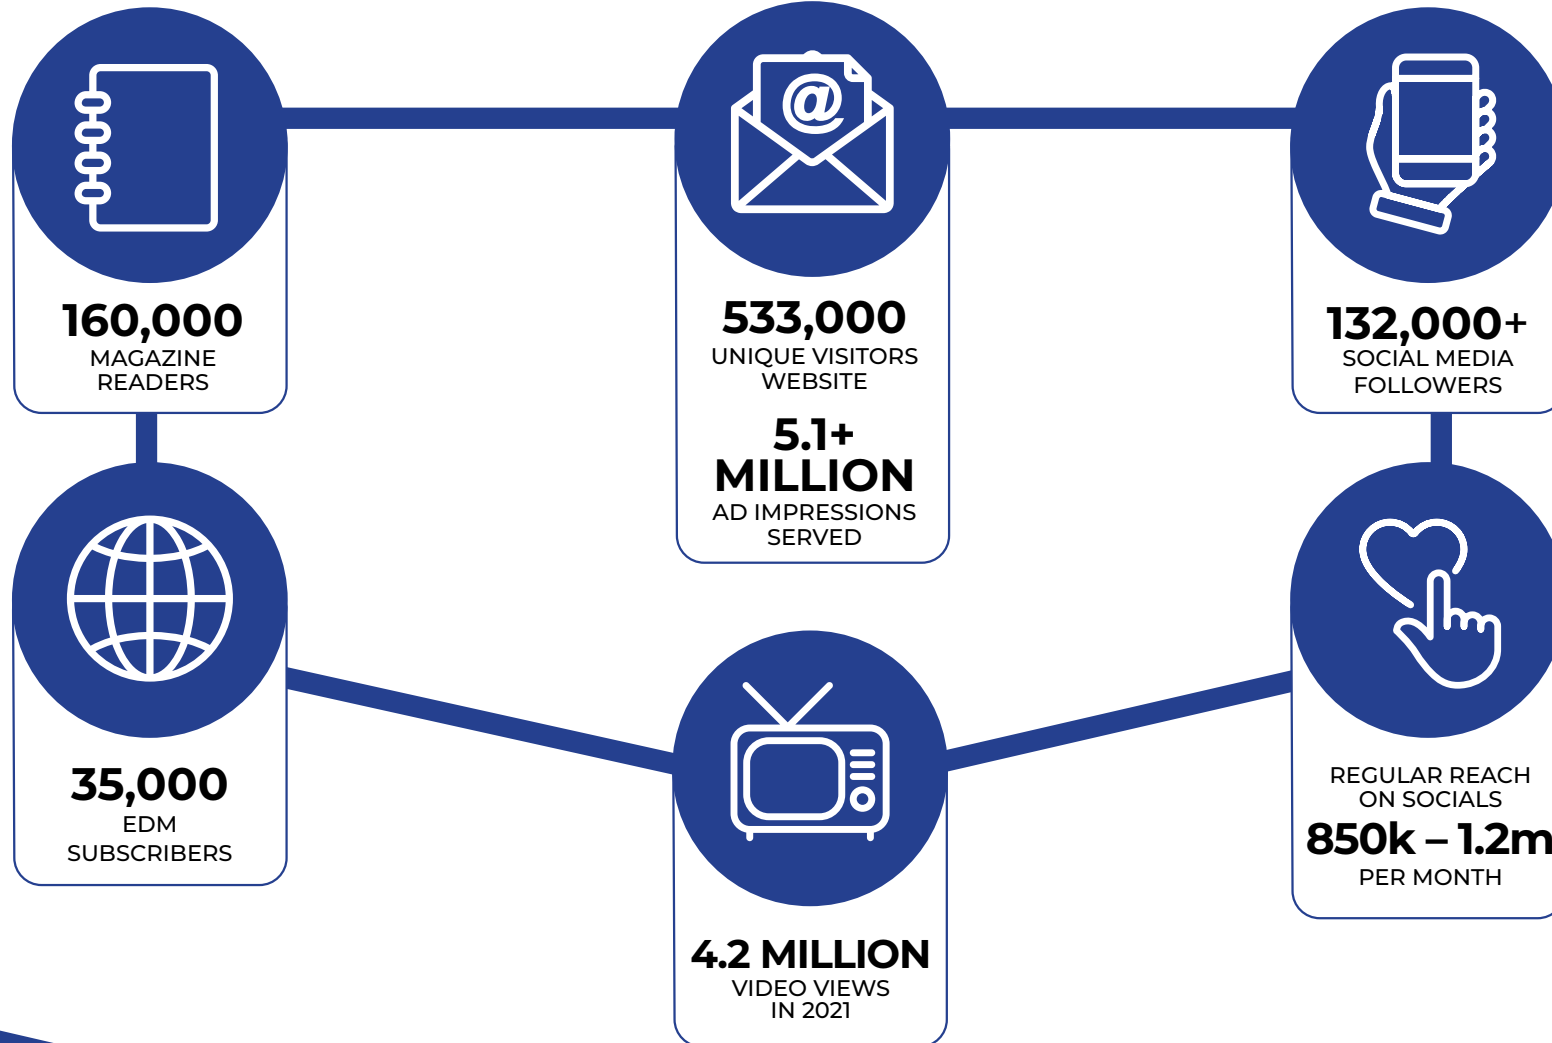 160,000
MAGAZINE
READERS
@
533,000
UNIQUE VISITORS
WEBSITE
5.1+
MILLION
AD IMPRESSIONS
SERVED
132,000+
SOCIAL MEDIA
FOLLOWERS
35,000
EDM
SUBSCRIBERS
4.2 MILLION
VIDEO VIEWS
IN 2021
REGULAR REACH
ON SOCIALS
850k – 1.2m
PER MONTH